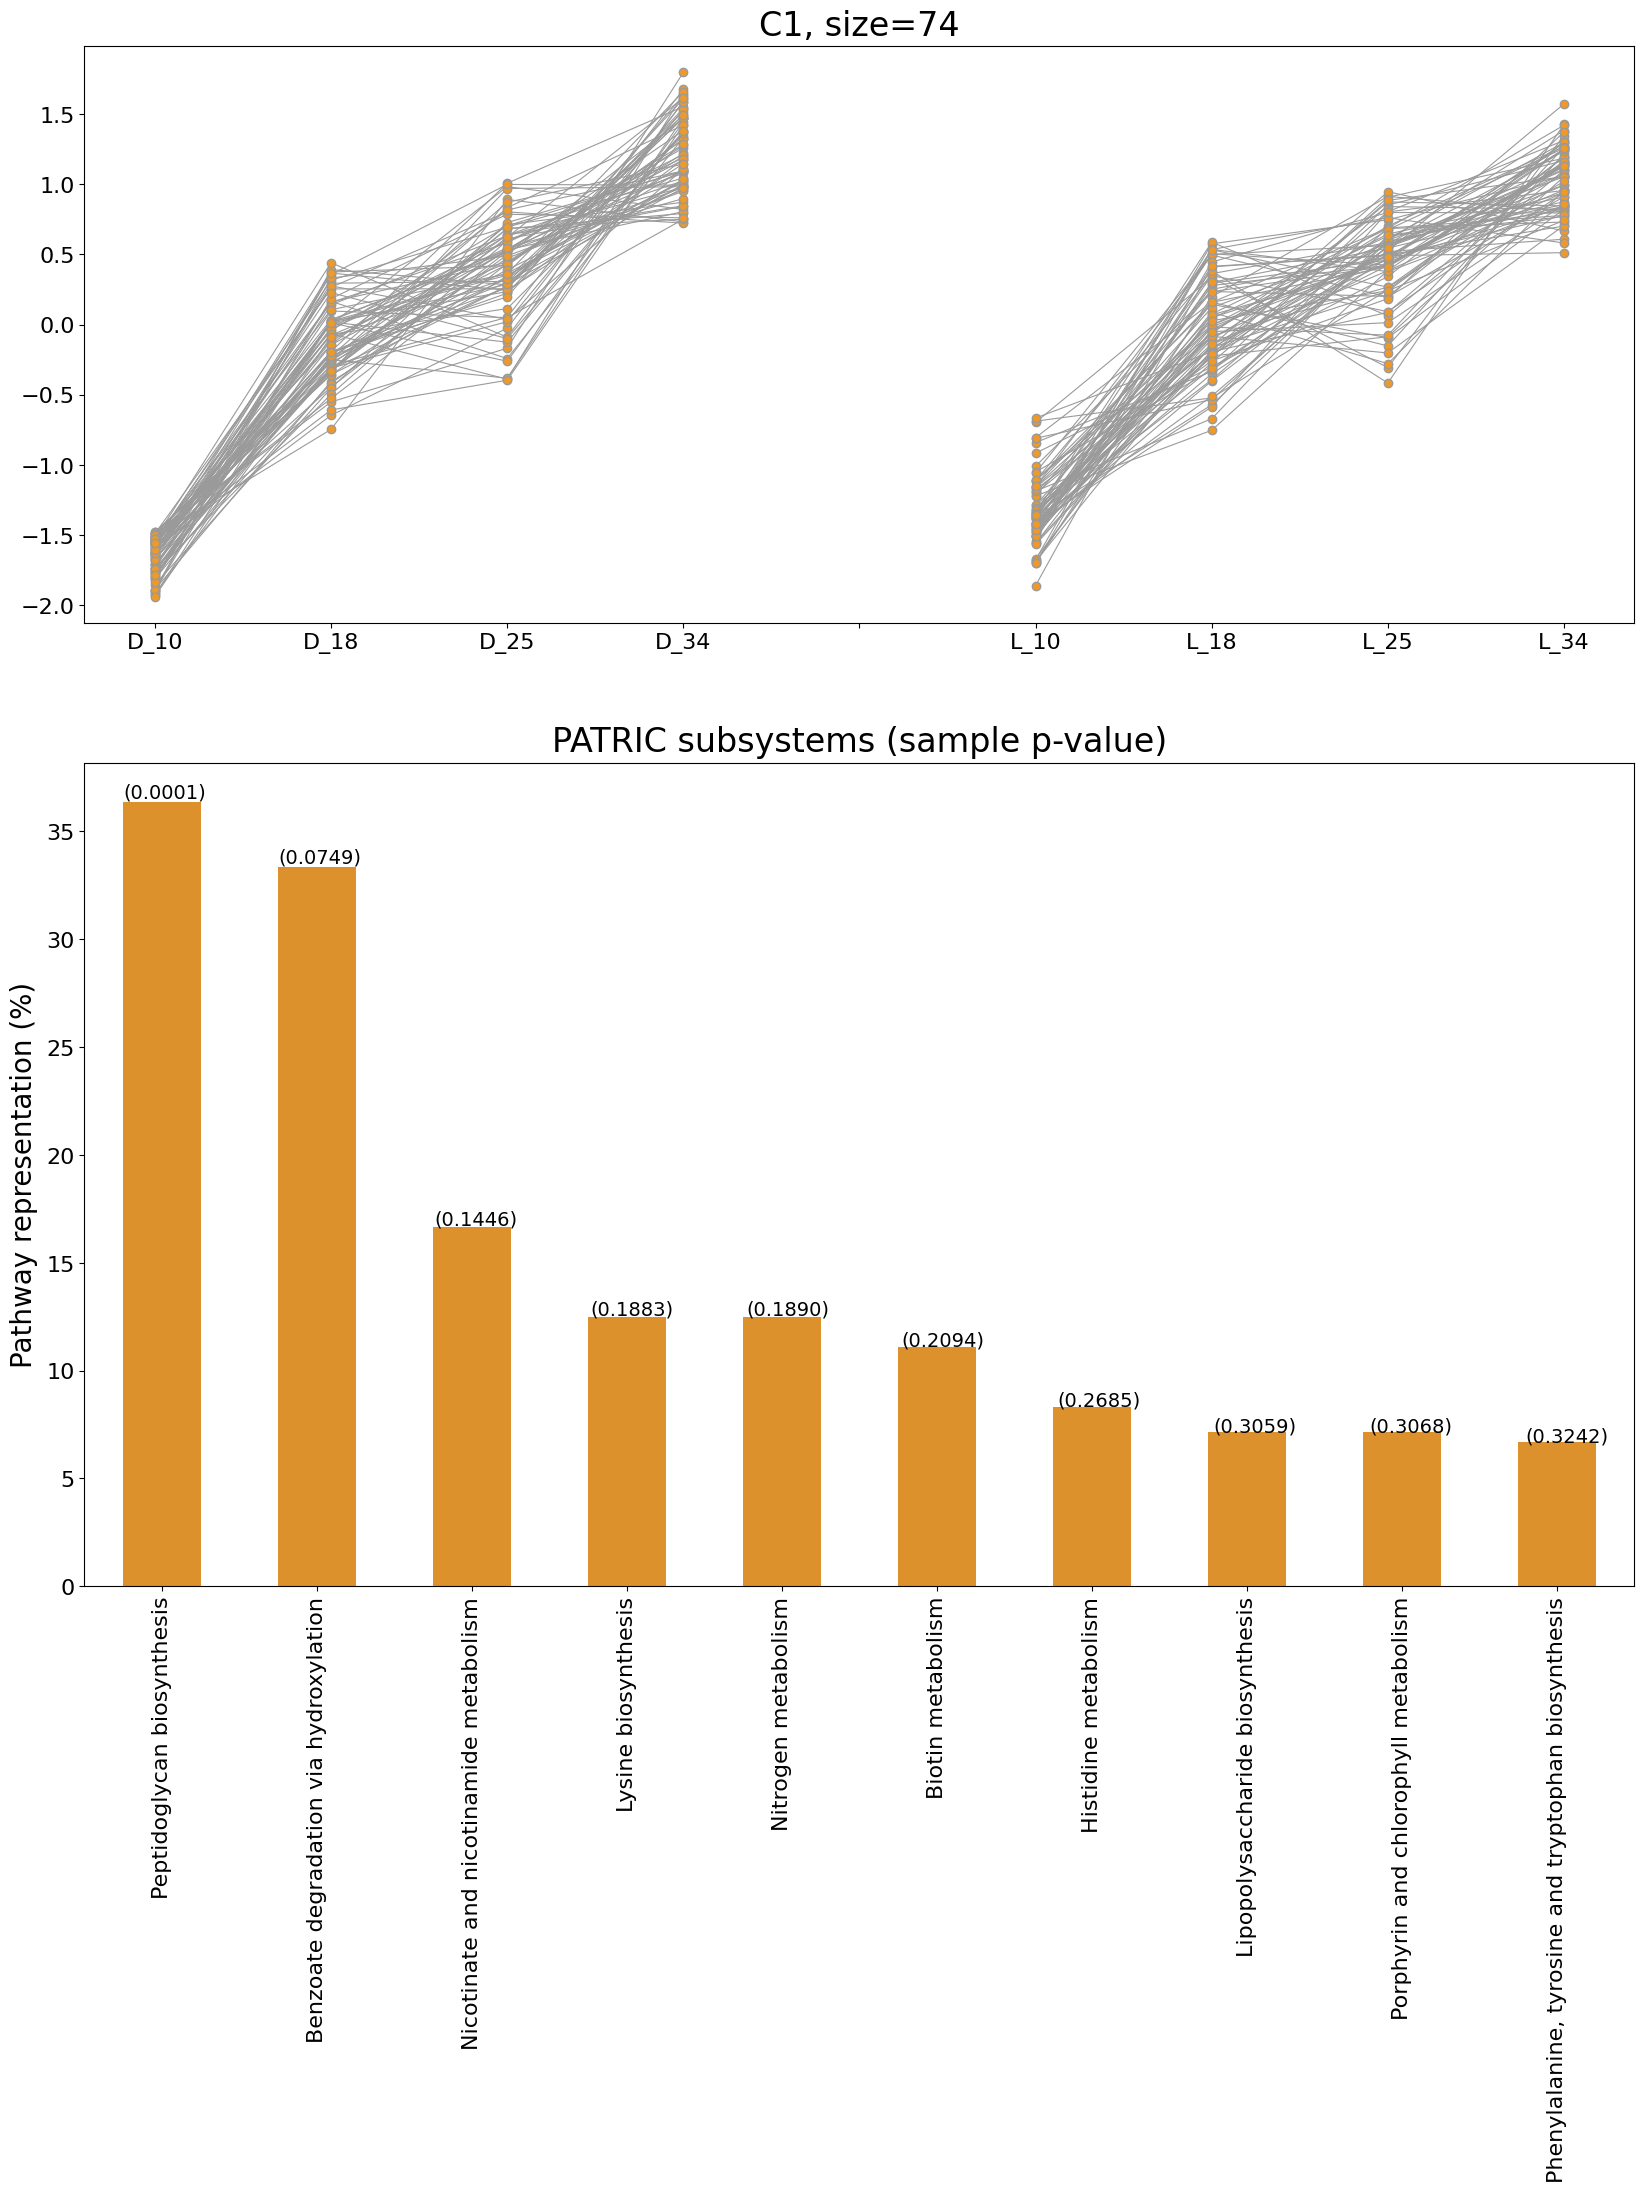 C1, size=74
1.5
1.0
0.5
0.0
−0.5
−1.0
−1.5
−2.0
D_10 D_18 D_25 D_34 L_10 L_18 L_25 L_34
PATRIC subsystems (sample p-value)
Pathway representation (%)
35
30
25
20
15
10
5
0
(0.0001)
(0.0749)
(0.1446)
(0.1883)
(0.1890)
(0.2094)
(0.2685)
(0.3059)
(0.3068)
(0.3242)
Peptidoglycan biosynthesis
Benzoate degradation via hydroxylation
Nicotinate and nicotinamide metabolism
Lysine biosynthesis
Nitrogen metabolism
Biotin metabolism
Histidine metabolism
Lipopolysaccharide biosynthesis
Porphyrin and chlorophyll metabolism
Phenylalanine, tyrosine and tryptophan biosynthesis